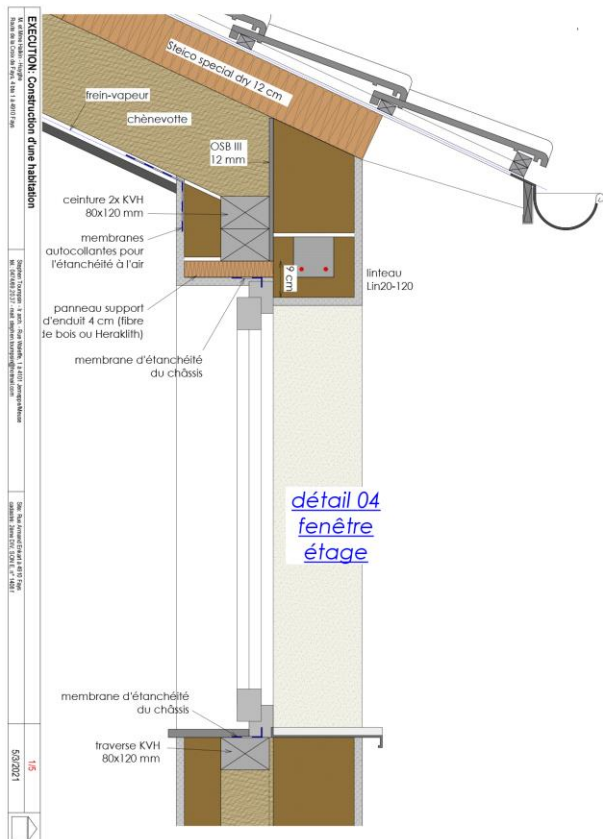 Steico special dry 12 cm
frein-vapeur
chènevotte
OSB III
12 mm
ceinture 2x KVH
80x120 mm
membranes
autocollantes pour
l'étanchéité à l'air
9 cm
linteau
Lin20-120
panneau support
d'enduit 4 cm (fibre
de bois ou Heraklith)
membrane d'étanchéité
du châssis
détail 04
fenêtre
étage
membrane d'étanchéité
du châssis
traverse KVH
80x120 mm
EXECUTION: Construction d'une habitation
1/5
5/3/2021